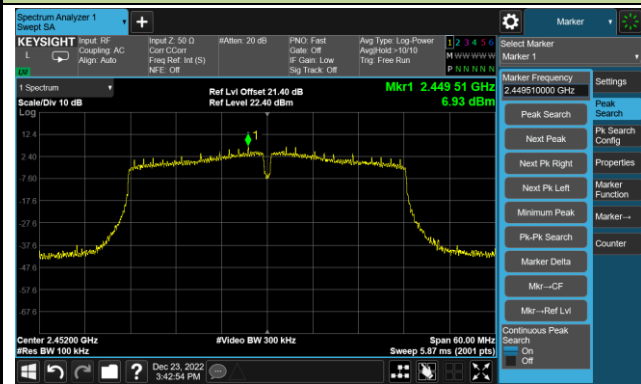 Spectrum Analyzer 1
Swept SA
Marker
KEYSIGHT
L
Input: RF
Coupling: AC
Align: Auto
Input Z: 50 Ω
Corr CCorr
Freq Ref: Int (S)
NFE: Off
#Atten: 20 dB
PNO: Fast
Gate: Off
IF Gain: Low
Sig Track: Off
Avg Type: Log-Power
Avg|Hold:>10/10
Trig: Free Run
1 2 3 4 5 6
M W W W W W
P N N N N N
Select Marker
Marker 1
1 Spectrum
Scale/Div 10 dB
Log
Ref Lvl Offset 21.40 dB
Ref Level 22.40 dBm
Mkr1 2.449 51 GHz
6.93 dBm
12.4
2.40
-7.60
-17.6
-27.6
-37.6
-47.6
-57.6
-67.6
1
Center 2.45200 GHz
#Res BW 100 kHz
#Video BW 300 kHz
Span 60.00 MHz
Sweep 5.87 ms (2001 pts)
Marker Frequency
2.449510000 GHz
Peak Search
Next Peak
Next Pk Right
Next Pk Left
Minimum Peak
Pk-Pk Search
Marker Delta
Mkr→CF
Mkr→Ref Lvl
Continuous Peak
Search
On
Off
Settings
Peak
Search
Pk Search
Config
Properties
Marker
Function
Marker→
Counter
Dec 23, 2022
3:42:54 PM